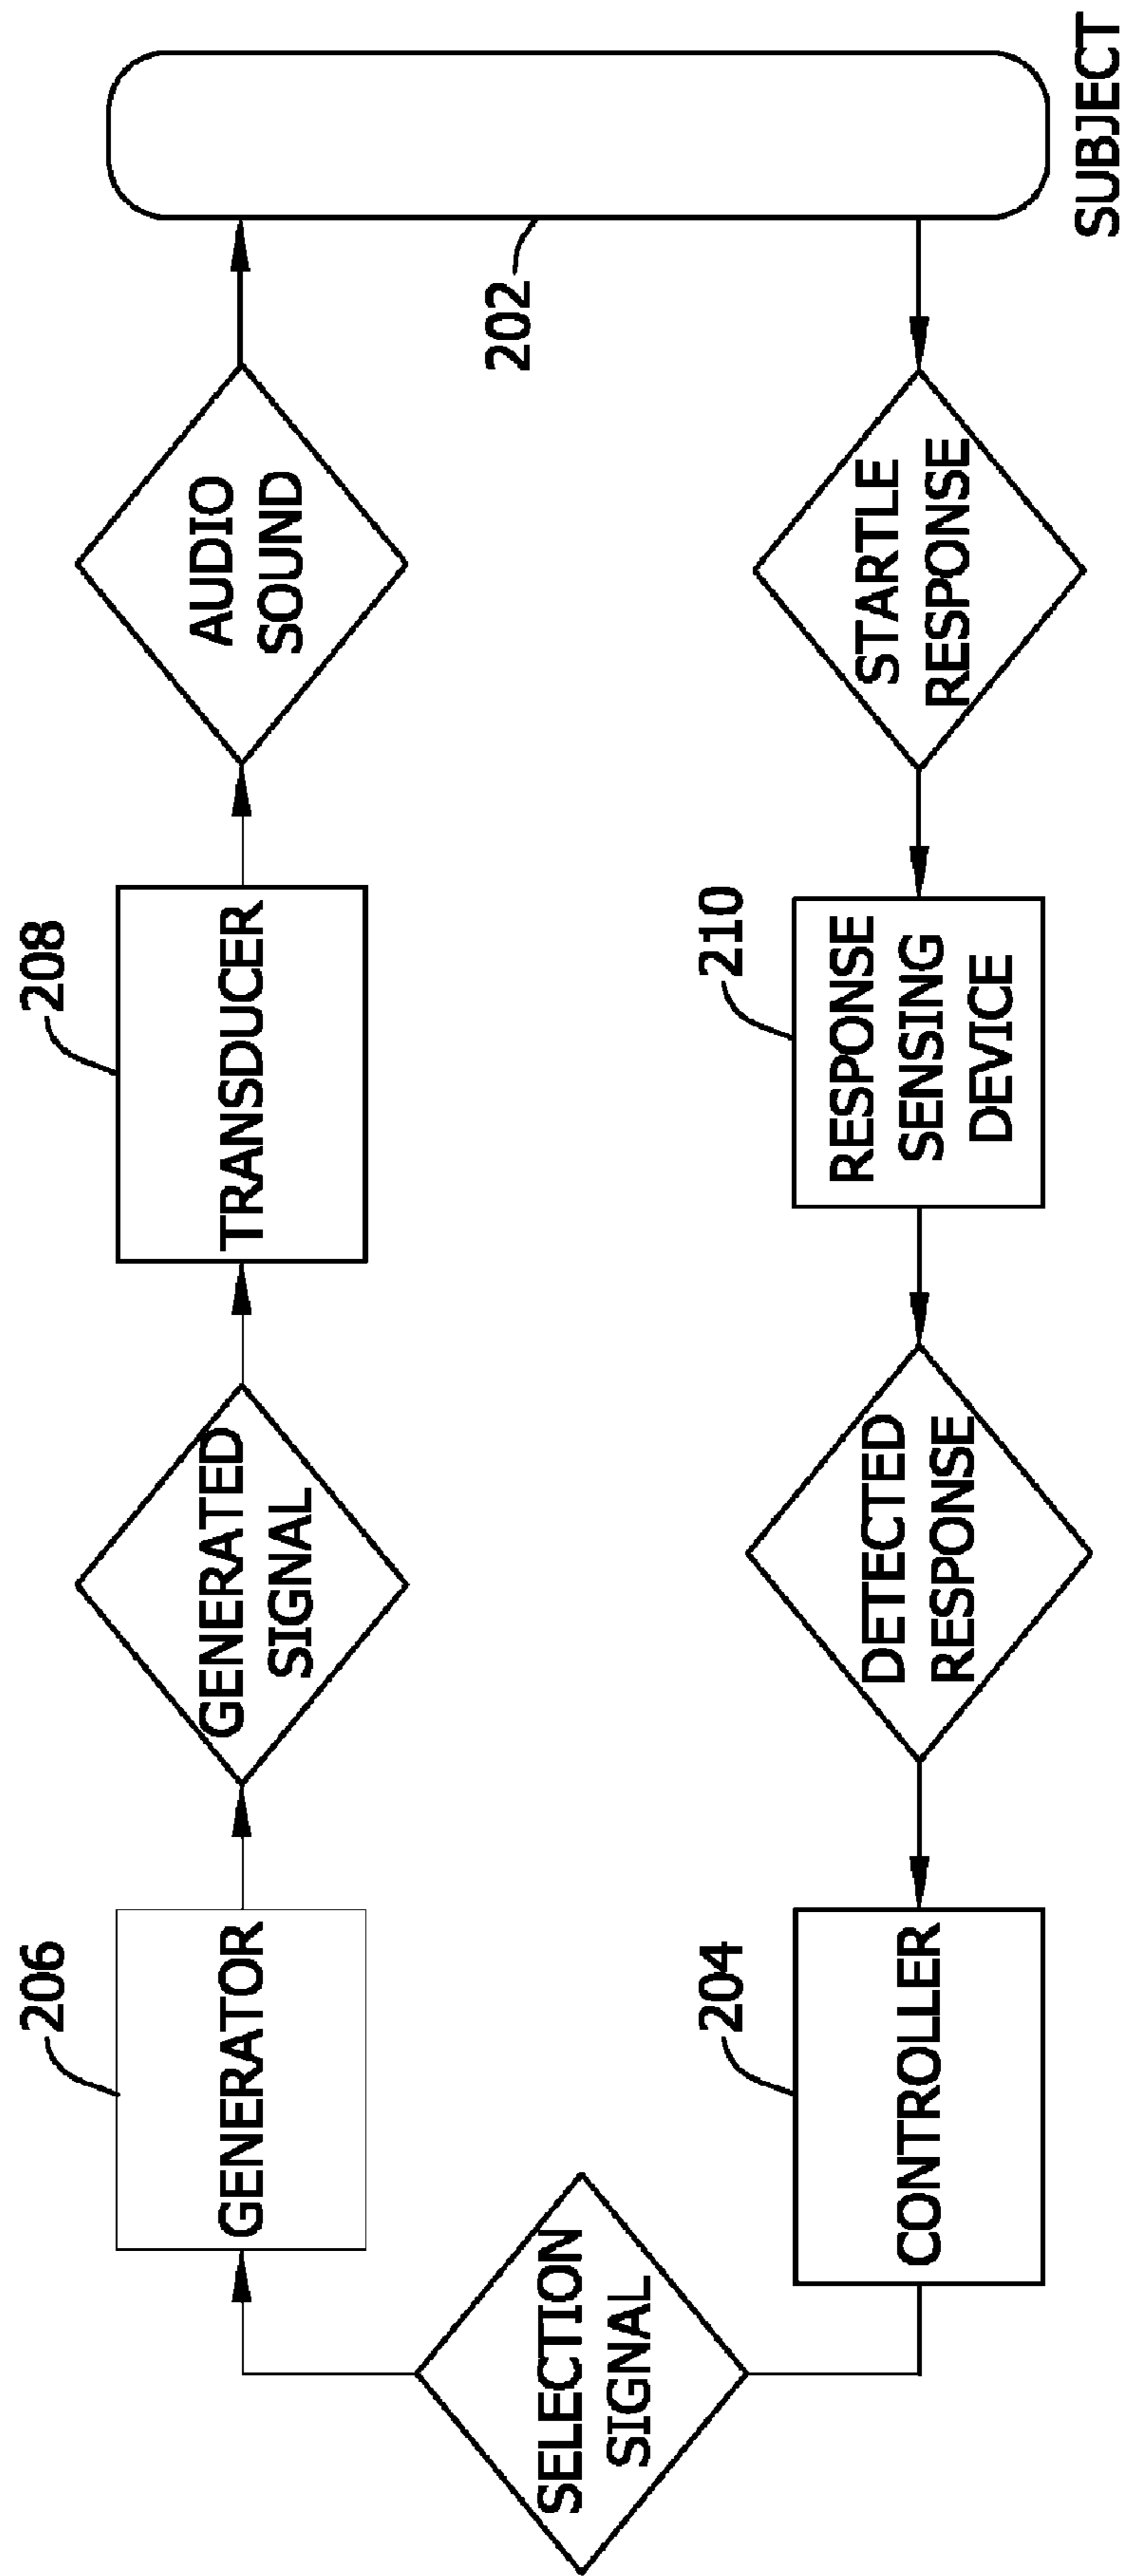 206
208
GENERATOR
GENERATED
SIGNAL
TRANSDUCER
AUDIO
SOUND
SELECTION
SIGNAL
202
204
210
CONTROLLER
DETECTED
RESPONSE
RESPONSE
SENSING
DEVICE
STARTLE
RESPONSE
SUBJECT